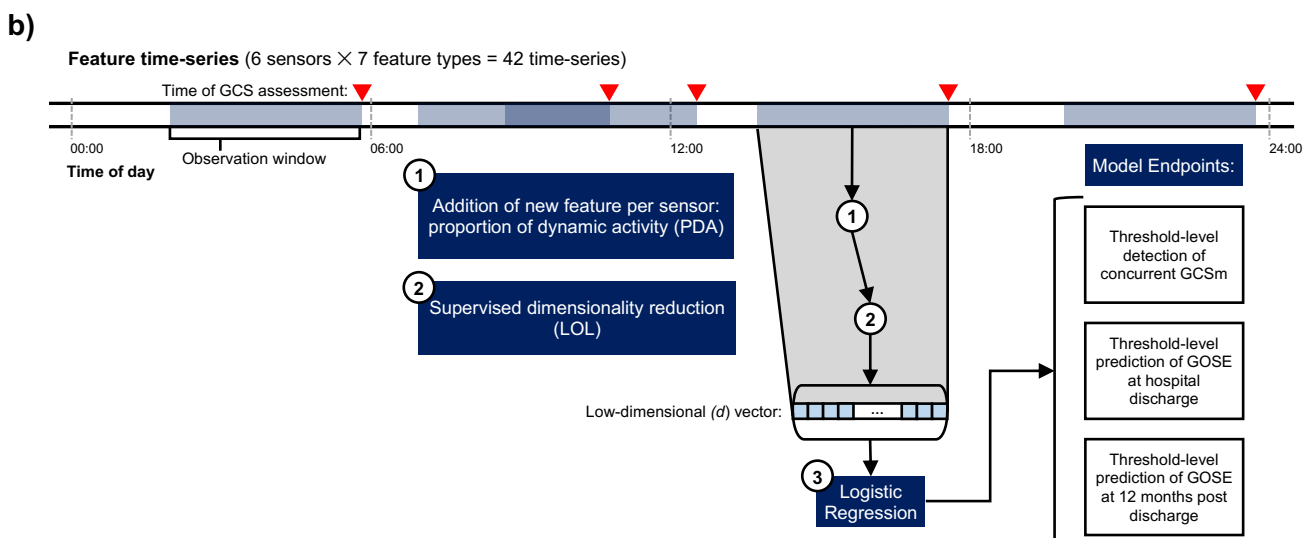 b)
Feature time-series (6 sensors × 7 feature types = 42 time-series)
Time of GCS assessment:
00:00
06:00
12:00
18:00
24:00
Observation window
Time of day
1
Addition of new feature per sensor:
proportion of dynamic activity (PDA)
2
Supervised dimensionality reduction
(LOL)
1
2
Low-dimensional (d) vector:
...
3
Logistic
Regression
Model Endpoints:
Threshold-level
detection of
concurrent GCSm
Threshold-level
prediction of GOSE
at hospital
discharge
Threshold-level
prediction of GOSE
at 12 months post
discharge